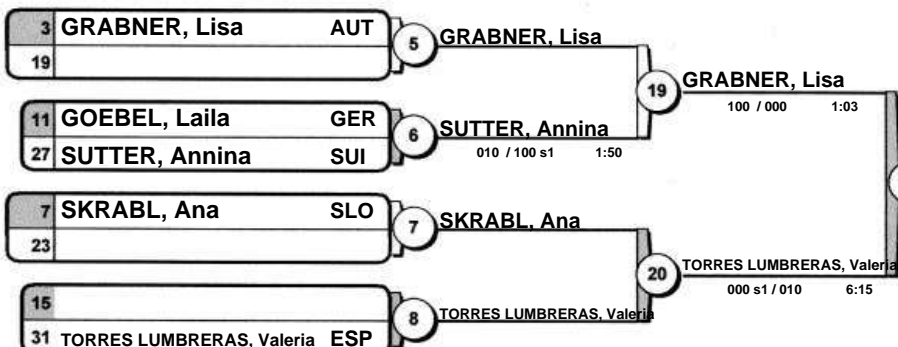 3 GRABNER, Lisa AUT
19
5 GRABNER, Lisa
11 GOEBEL, Laila GER
27 SUTTER, Annina SUI
6 SUTTER, Annina
010 / 100 s1 1:50
19 GRABNER, Lisa
100 / 000 1:03
7 SKRABL, Ana SLO
23
7 SKRABL, Ana
15
31 TORRES LUMBRERAS, Valeria ESP
8 TORRES LUMBRERAS, Valeria
20 TORRES LUMBRERAS, Valeria
000 s1 / 010 6:15